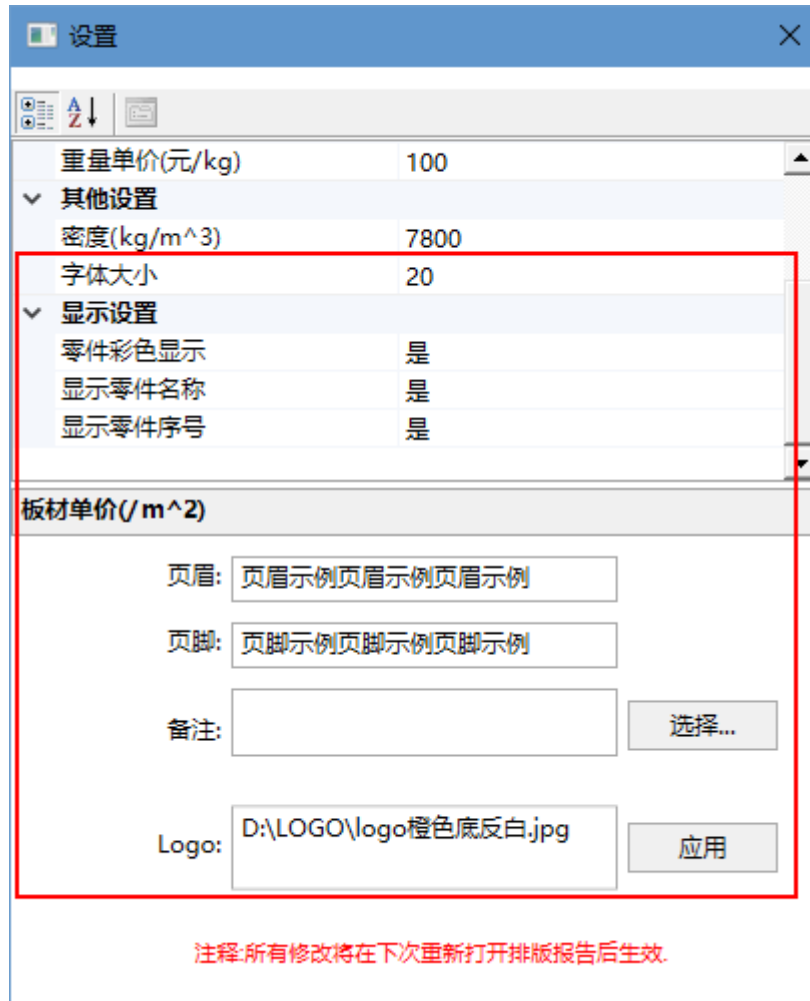 设置
重量单价(元/kg) 100
其他设置
密度(kg/m^3) 7800
字体大小 20
显示设置
零件彩色显示 是
显示零件名称 是
显示零件序号 是
板材单价(/m^2)
页眉: 页眉示例页眉示例页眉示例
页脚: 页脚示例页脚示例页脚示例
备注: 选择...
Logo: D:\LOGO\logo橙色底反白.jpg 应用
注释:所有修改将在下次重新打开排版报告后生效.